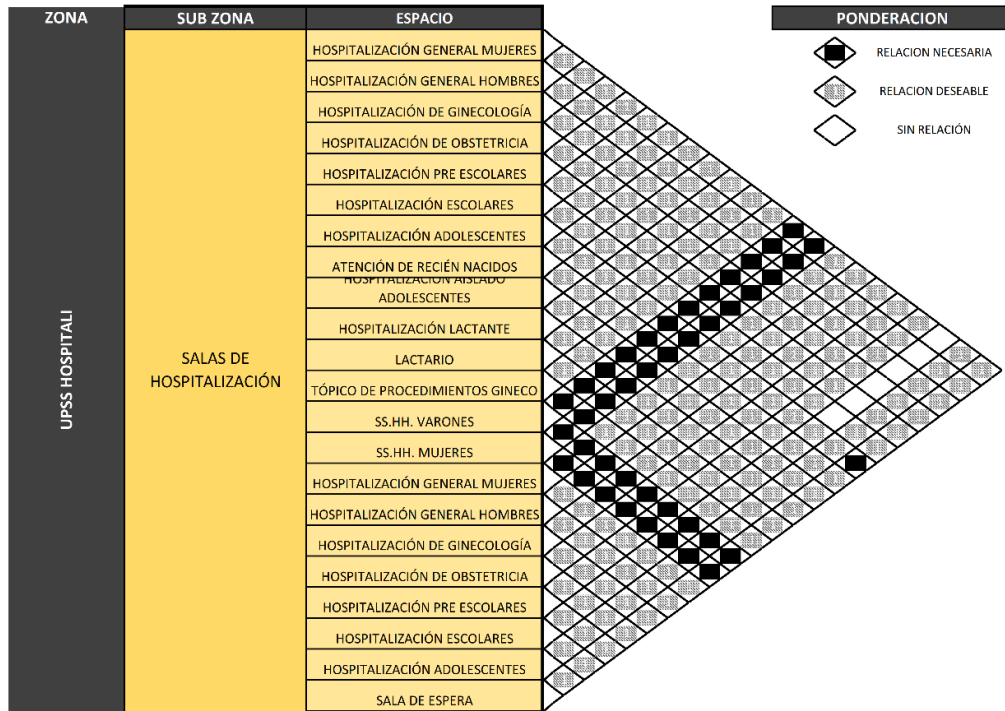 ZONA
SUB ZONA
ESPACIO
PONDERACION
RELACION NECESARIA
RELACION DESEABLE
SIN RELACIÓN
UPSS HOSPITALI
SALAS DE
HOSPITALIZACIÓN
HOSPITALIZACIÓN GENERAL MUJERES
HOSPITALIZACIÓN GENERAL HOMBRES
HOSPITALIZACIÓN DE GINECOLOGÍA
HOSPITALIZACIÓN DE OBSTETRICIA
HOSPITALIZACIÓN PRE ESCOLARES
HOSPITALIZACIÓN ESCOLARES
HOSPITALIZACIÓN ADOLESCENTES
ATENCIÓN DE RECIÉN NACIDOS
HOSPITALIZACIÓN AISLADO
ADOLESCENTES
HOSPITALIZACIÓN LACTANTE
LACTARIO
TÓPICO DE PROCEDIMIENTOS GINECO
SS.HH. VARONES
SS.HH. MUJERES
HOSPITALIZACIÓN GENERAL MUJERES
HOSPITALIZACIÓN GENERAL HOMBRES
HOSPITALIZACIÓN DE GINECOLOGÍA
HOSPITALIZACIÓN DE OBSTETRICIA
HOSPITALIZACIÓN PRE ESCOLARES
HOSPITALIZACIÓN ESCOLARES
HOSPITALIZACIÓN ADOLESCENTES
SALA DE ESPERA